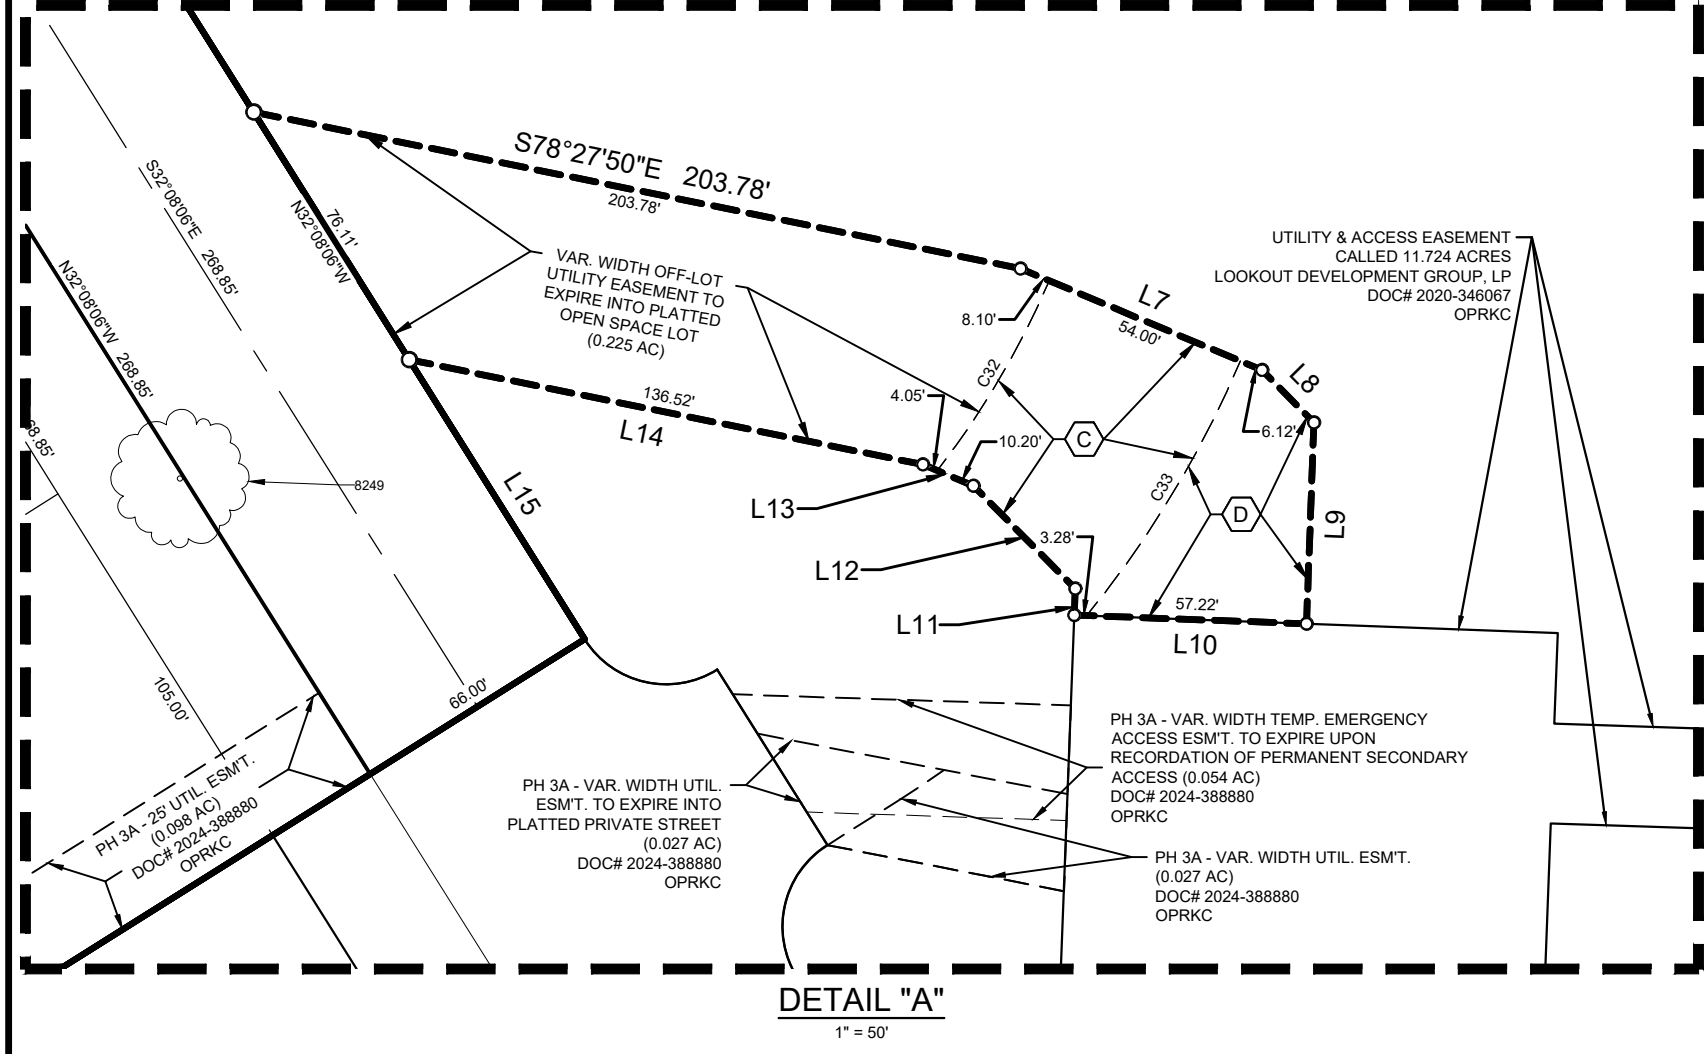 S78°27'50"E 203.78'
203.78'
S32°08'06"E 268.85'
76.11'
N32°08'06"W
N32°08'06"W 268.85'
68.85'
VAR. WIDTH OFF-LOT
UTILITY EASEMENT TO
EXPIRE INTO PLATTED
OPEN SPACE LOT
(0.225 AC)
UTILITY & ACCESS EASEMENT
CALLED 11.724 ACRES
LOOKOUT DEVELOPMENT GROUP, LP
DOC# 2020-346067
OPRKC
8.10'
L7
54.00'
C32
L8
4.05'
136.52'
L14
10.20'
C
6.12'
8249
L15
L13
C33
D
L9
3.28'
L12
57.22'
L11
L10
66.00'
105.00'
PH 3A - 25' UTIL. ESM'T.
(0.098 AC)
DOC# 2024-388880
OPRKC
PH 3A - VAR. WIDTH UTIL.
ESM'T. TO EXPIRE INTO
PLATTED PRIVATE STREET
(0.027 AC)
DOC# 2024-388880
OPRKC
PH 3A - VAR. WIDTH TEMP. EMERGENCY
ACCESS ESM'T. TO EXPIRE UPON
RECORDATION OF PERMANENT SECONDARY
ACCESS (0.054 AC)
DOC# 2024-388880
OPRKC
PH 3A - VAR. WIDTH UTIL. ESM'T.
(0.027 AC)
DOC# 2024-388880
OPRKC
DETAIL "A"
1" = 50'